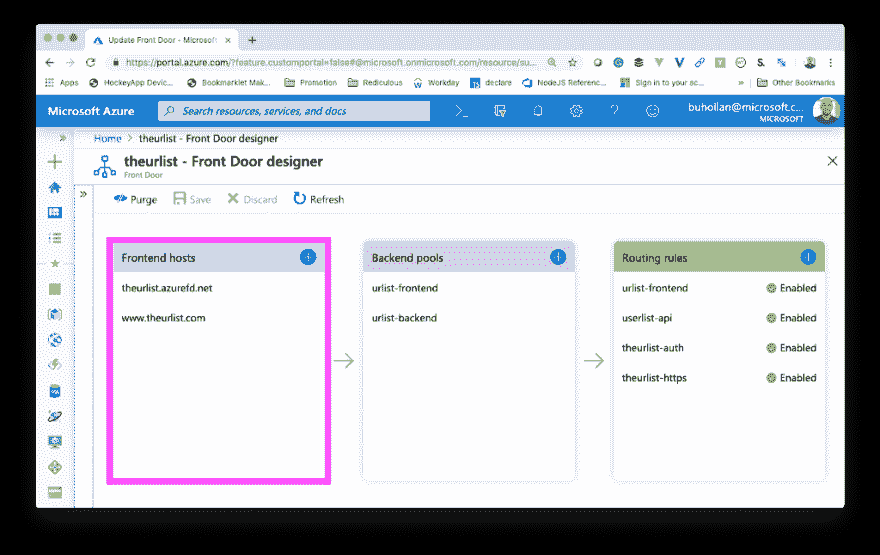 Update Front Door - Microsoft
https://portal.azure.com/?feature.customportal=false#@microsoft.onmicrosoft.com/resource/su...
Apps HockeyApp Devic... Bookmarklet Mak... Promotion Rediculous Workday declare NodeJS Referenc... Sign in to your ac... » Other Bookmarks
Microsoft Azure Search resources, services, and docs buhollan@microsoft.c...
MICROSOFT
Home > theurlist - Front Door designer
theurlist - Front Door designer
Front Door
Purge Save Discard Refresh
Frontend hosts
theurlist.azurefd.net
www.theurlist.com
Backend pools
urlist-frontend
urlist-backend
Routing rules
urlist-frontend Enabled
userlist-api Enabled
theurlist-auth Enabled
theurlist-https Enabled